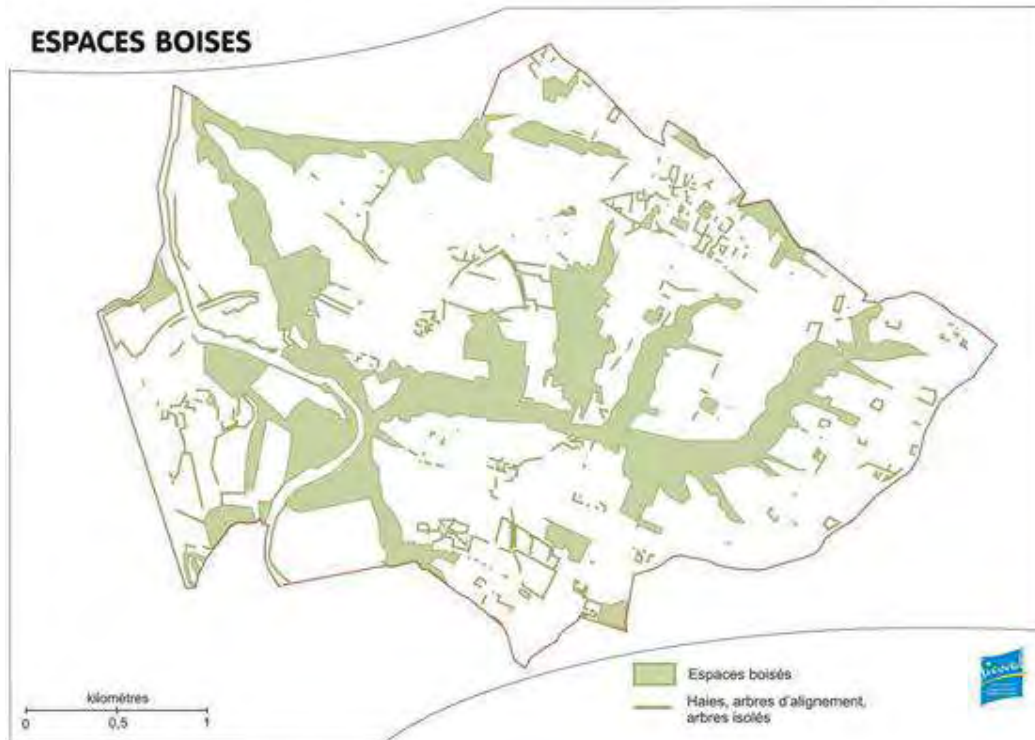 ESPACES BOISES
kilomètres
0 0,5 1
Espaces boisés
Haies, arbres d'alignement,
arbres isolés